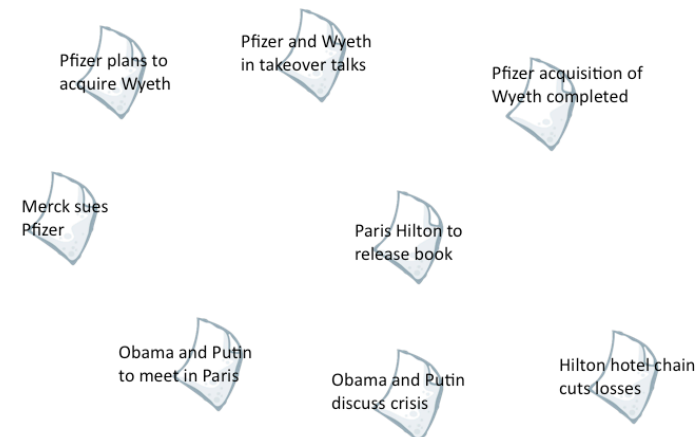 Pfizer plans to
acquire Wyeth
Pfizer and Wyeth
in takeover talks
Pfizer acquisition of
Wyeth completed
Merck sues
Pfizer
Paris Hilton to
release book
Obama and Putin
to meet in Paris
Obama and Putin
discuss crisis
Hilton hotel chain
cuts losses